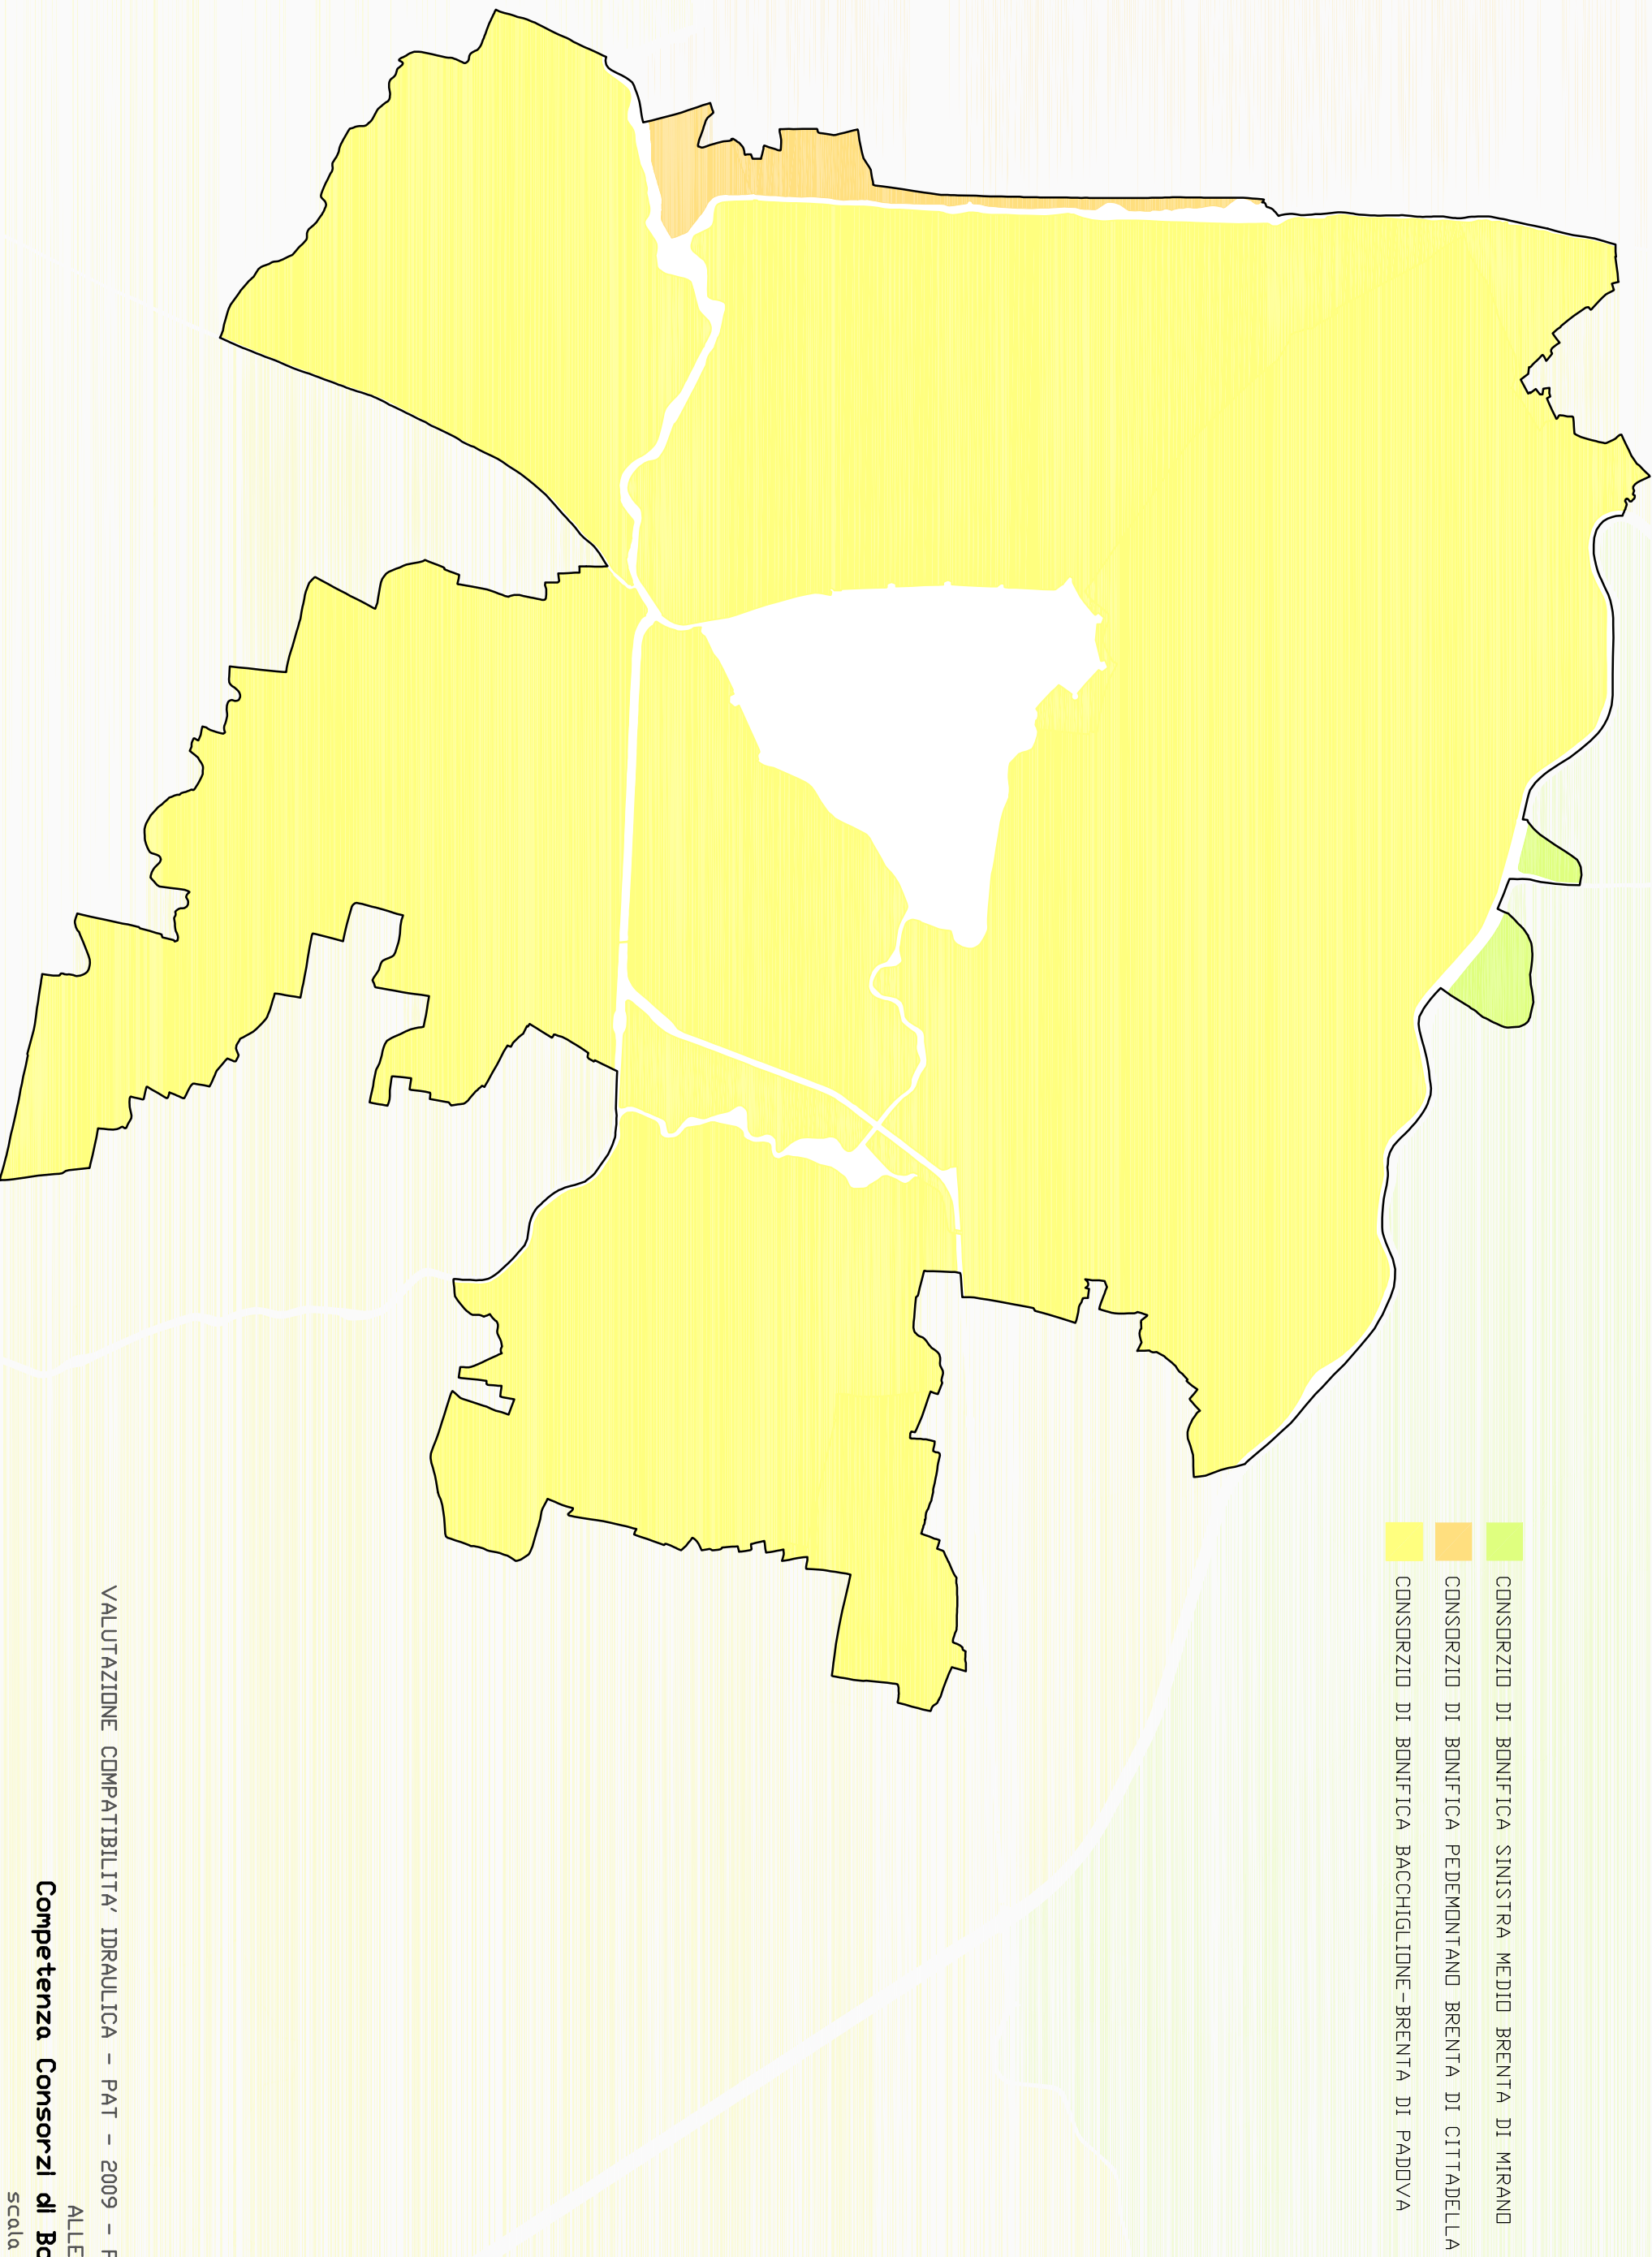 CONSORZIO DI BONIFICA SINISTRA MEDIO BRENTA DI MIRANO
CONSORZIO DI BONIFICA PEDEMONTANO BRENTA DI CITTADELLA
CONSORZIO DI BONIFICA BACCHIGLIONE-BRENTA DI PADOVA
VALUTAZIONE COMPATIBILITA' IDRAULICA - PAT - 2009 -
Competenza Consorzi di
scala